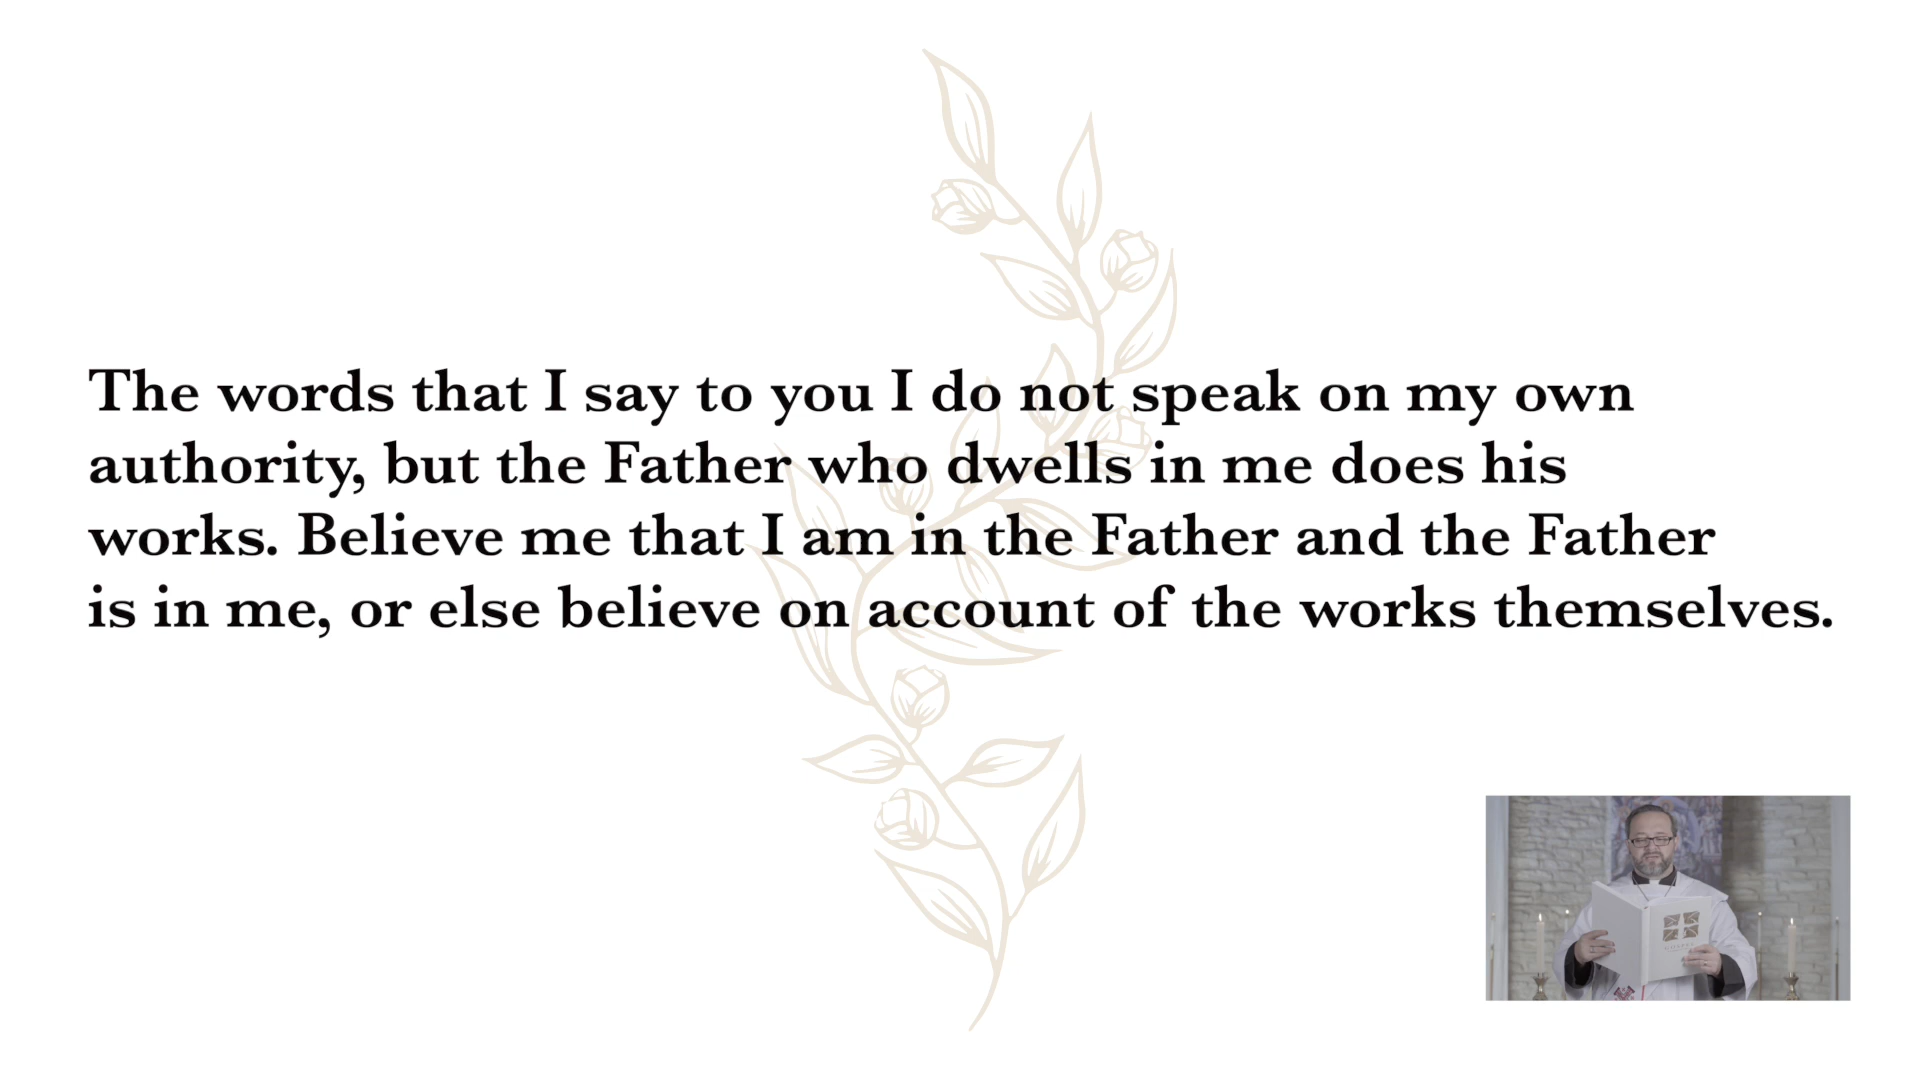 The words that I say to you I do not speak on my own
authority, but the Father who dwells in me does his
works. Believe me that I am in the Father and the Father
is in me, or else believe on account of the works themselves.